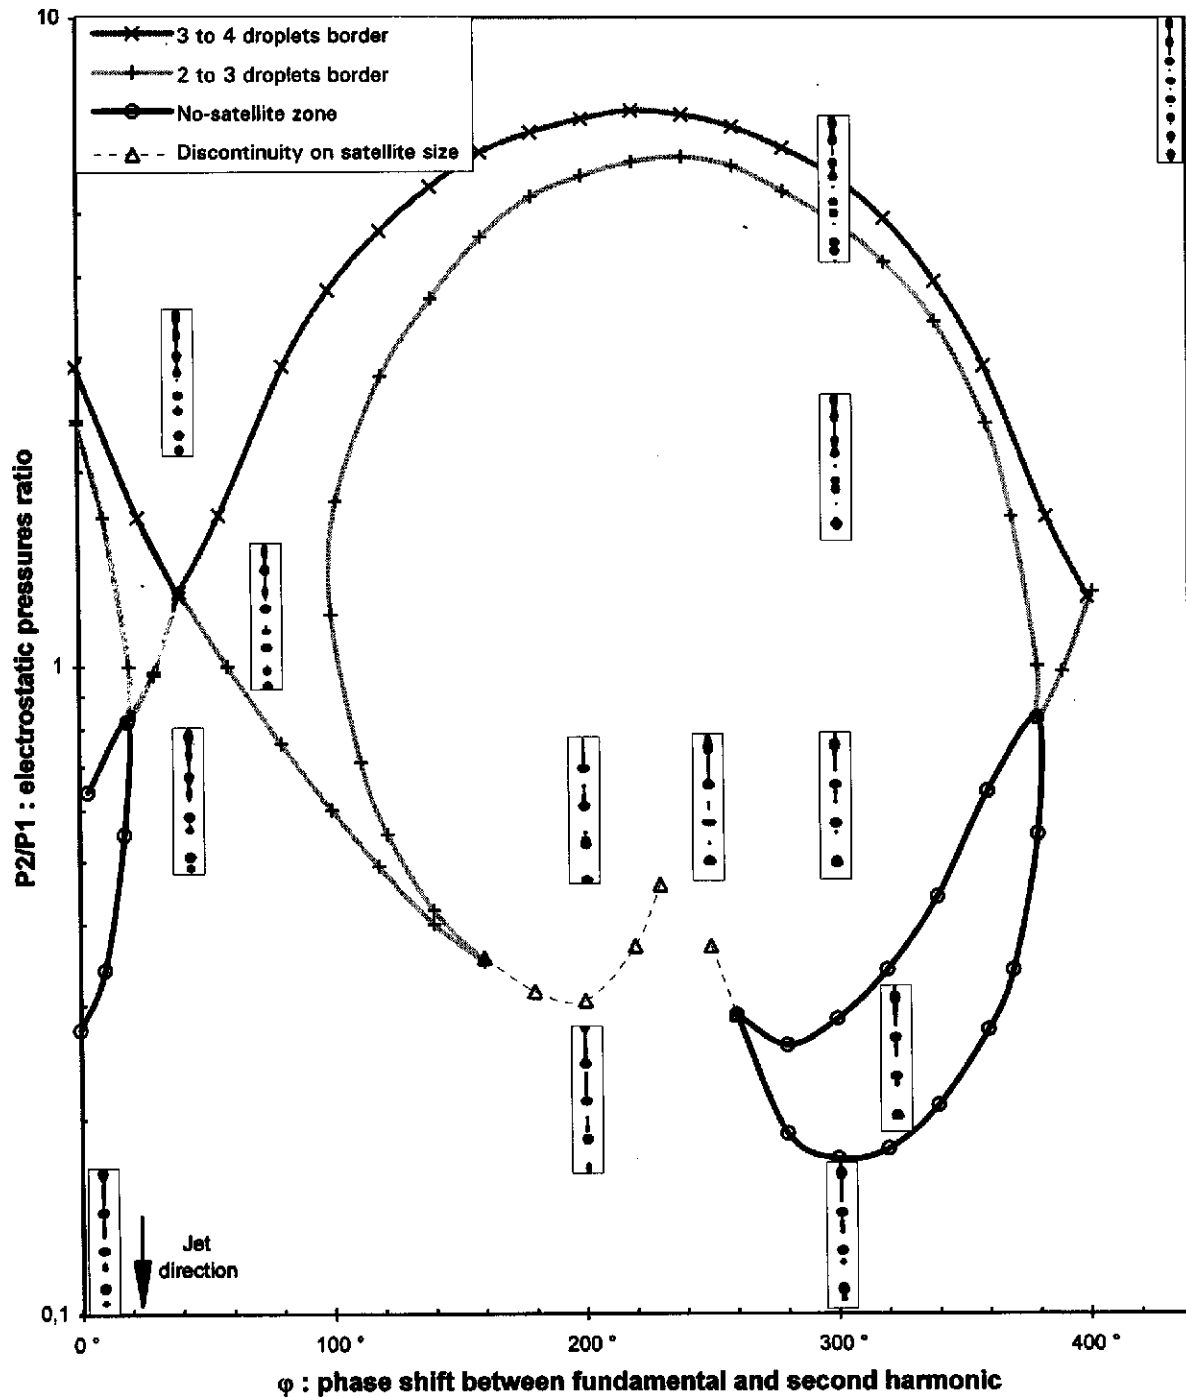 10
3 to 4 droplets border
2 to 3 droplets border
No-satellite zone
Discontinuity on satellite size
P2/P1 : electrostatic pressures ratio
1
Jet
direction
0,1
0 °
100 °
200 °
300 °
400 °
φ : phase shift between fundamental and second harmonic